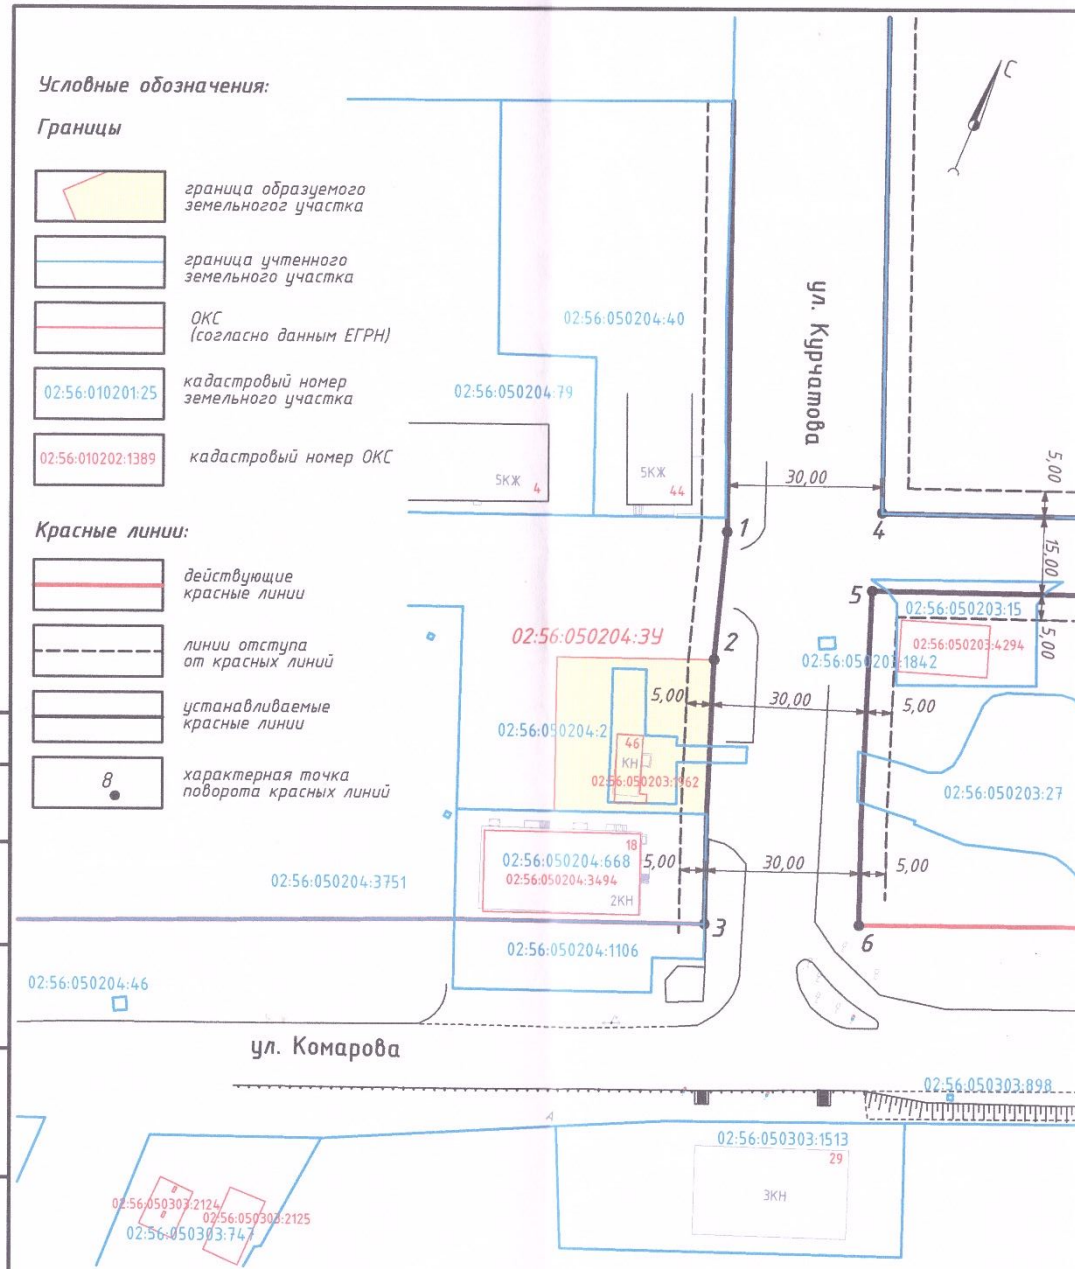 Условные обозначения:
Границы
граница образуемого
земельногог участка
граница учтенного
земельного участка
ОКС
(согласно данным ЕГРН)
02:56:010201:25
кадастровый номер
земельного участка
02:56:010202:1389
кадастровый номер ОКС
Красные линии:
действующие
красные линии
линии отступа
от красных линий
устанавливаемые
красные линии
8
характерная точка
поворота красных линий
С
ул. Курчатова
02:56:050204:40
02:56:050204:79
5КЖ
4
5КЖ
44
30,00
5,00
1
4
15,00
5
02:56:050203:15
02:56:050203:4294
5,00
02:56:050204:ЗУ
2
02:56:050203:1842
5,00
30,00
5,00
02:56:050204:2
46
КН
02:56:050203:1962
02:56:050203:27
18
02:56:050204:668
02:56:050204:3494
2КН
5,00
30,00
5,00
02:56:050204:3751
3
6
02:56:050204:1106
02:56:050204:46
ул. Комарова
02:56:050303:898
02:56:050303:1513
29
3КН
02:56:050303:2124
02:56:050303:2125
02:56:050303:747